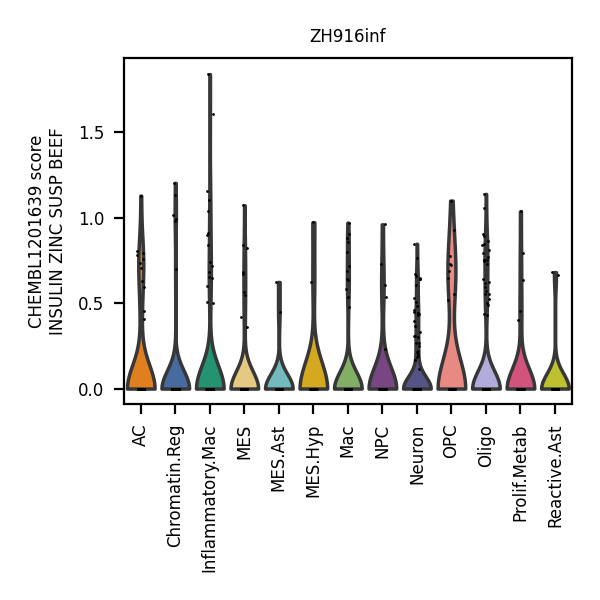 ZH916inf
CHEMBL1201639 score
INSULIN ZINC SUSP BEEF
1.5
1.0
0.5
0.0
AC
Chromatin.Reg
Inflammatory.Mac
MES
MES.Ast
MES.Hyp
Mac
NPC
Neuron
OPC
Oligo
Prolif.Metab
Reactive.Ast